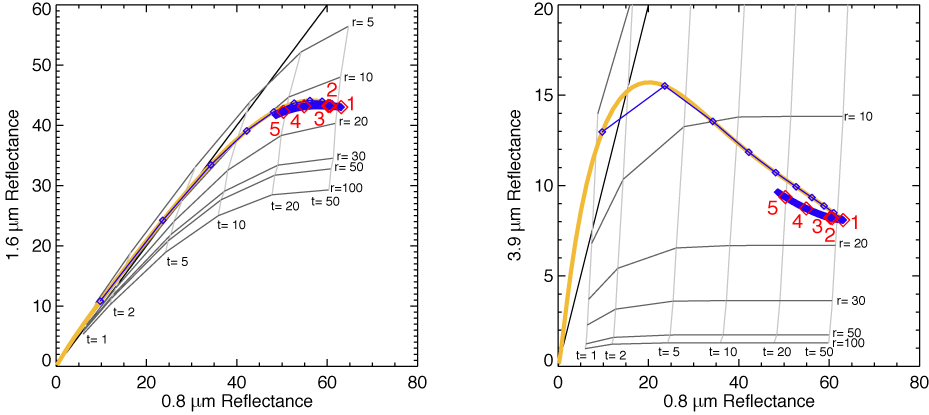 60
50
40
30
20
10
0
1.6 μm Reflectance
r= 5
r= 10
r= 20
r= 30
r= 50
r=100
2
1
3
4
5
t= 50
t= 20
t= 10
t= 5
t= 2
t= 1
0 20 40 60 80
0.8 μm Reflectance
20
15
10
5
0
3.9 μm Reflectance
r= 10
5
4
3
2
1
r= 20
r= 30
r= 50
r=100
t= 1 t= 2 t= 5 t= 10 t= 20 t= 50
0 20 40 60 80
0.8 μm Reflectance